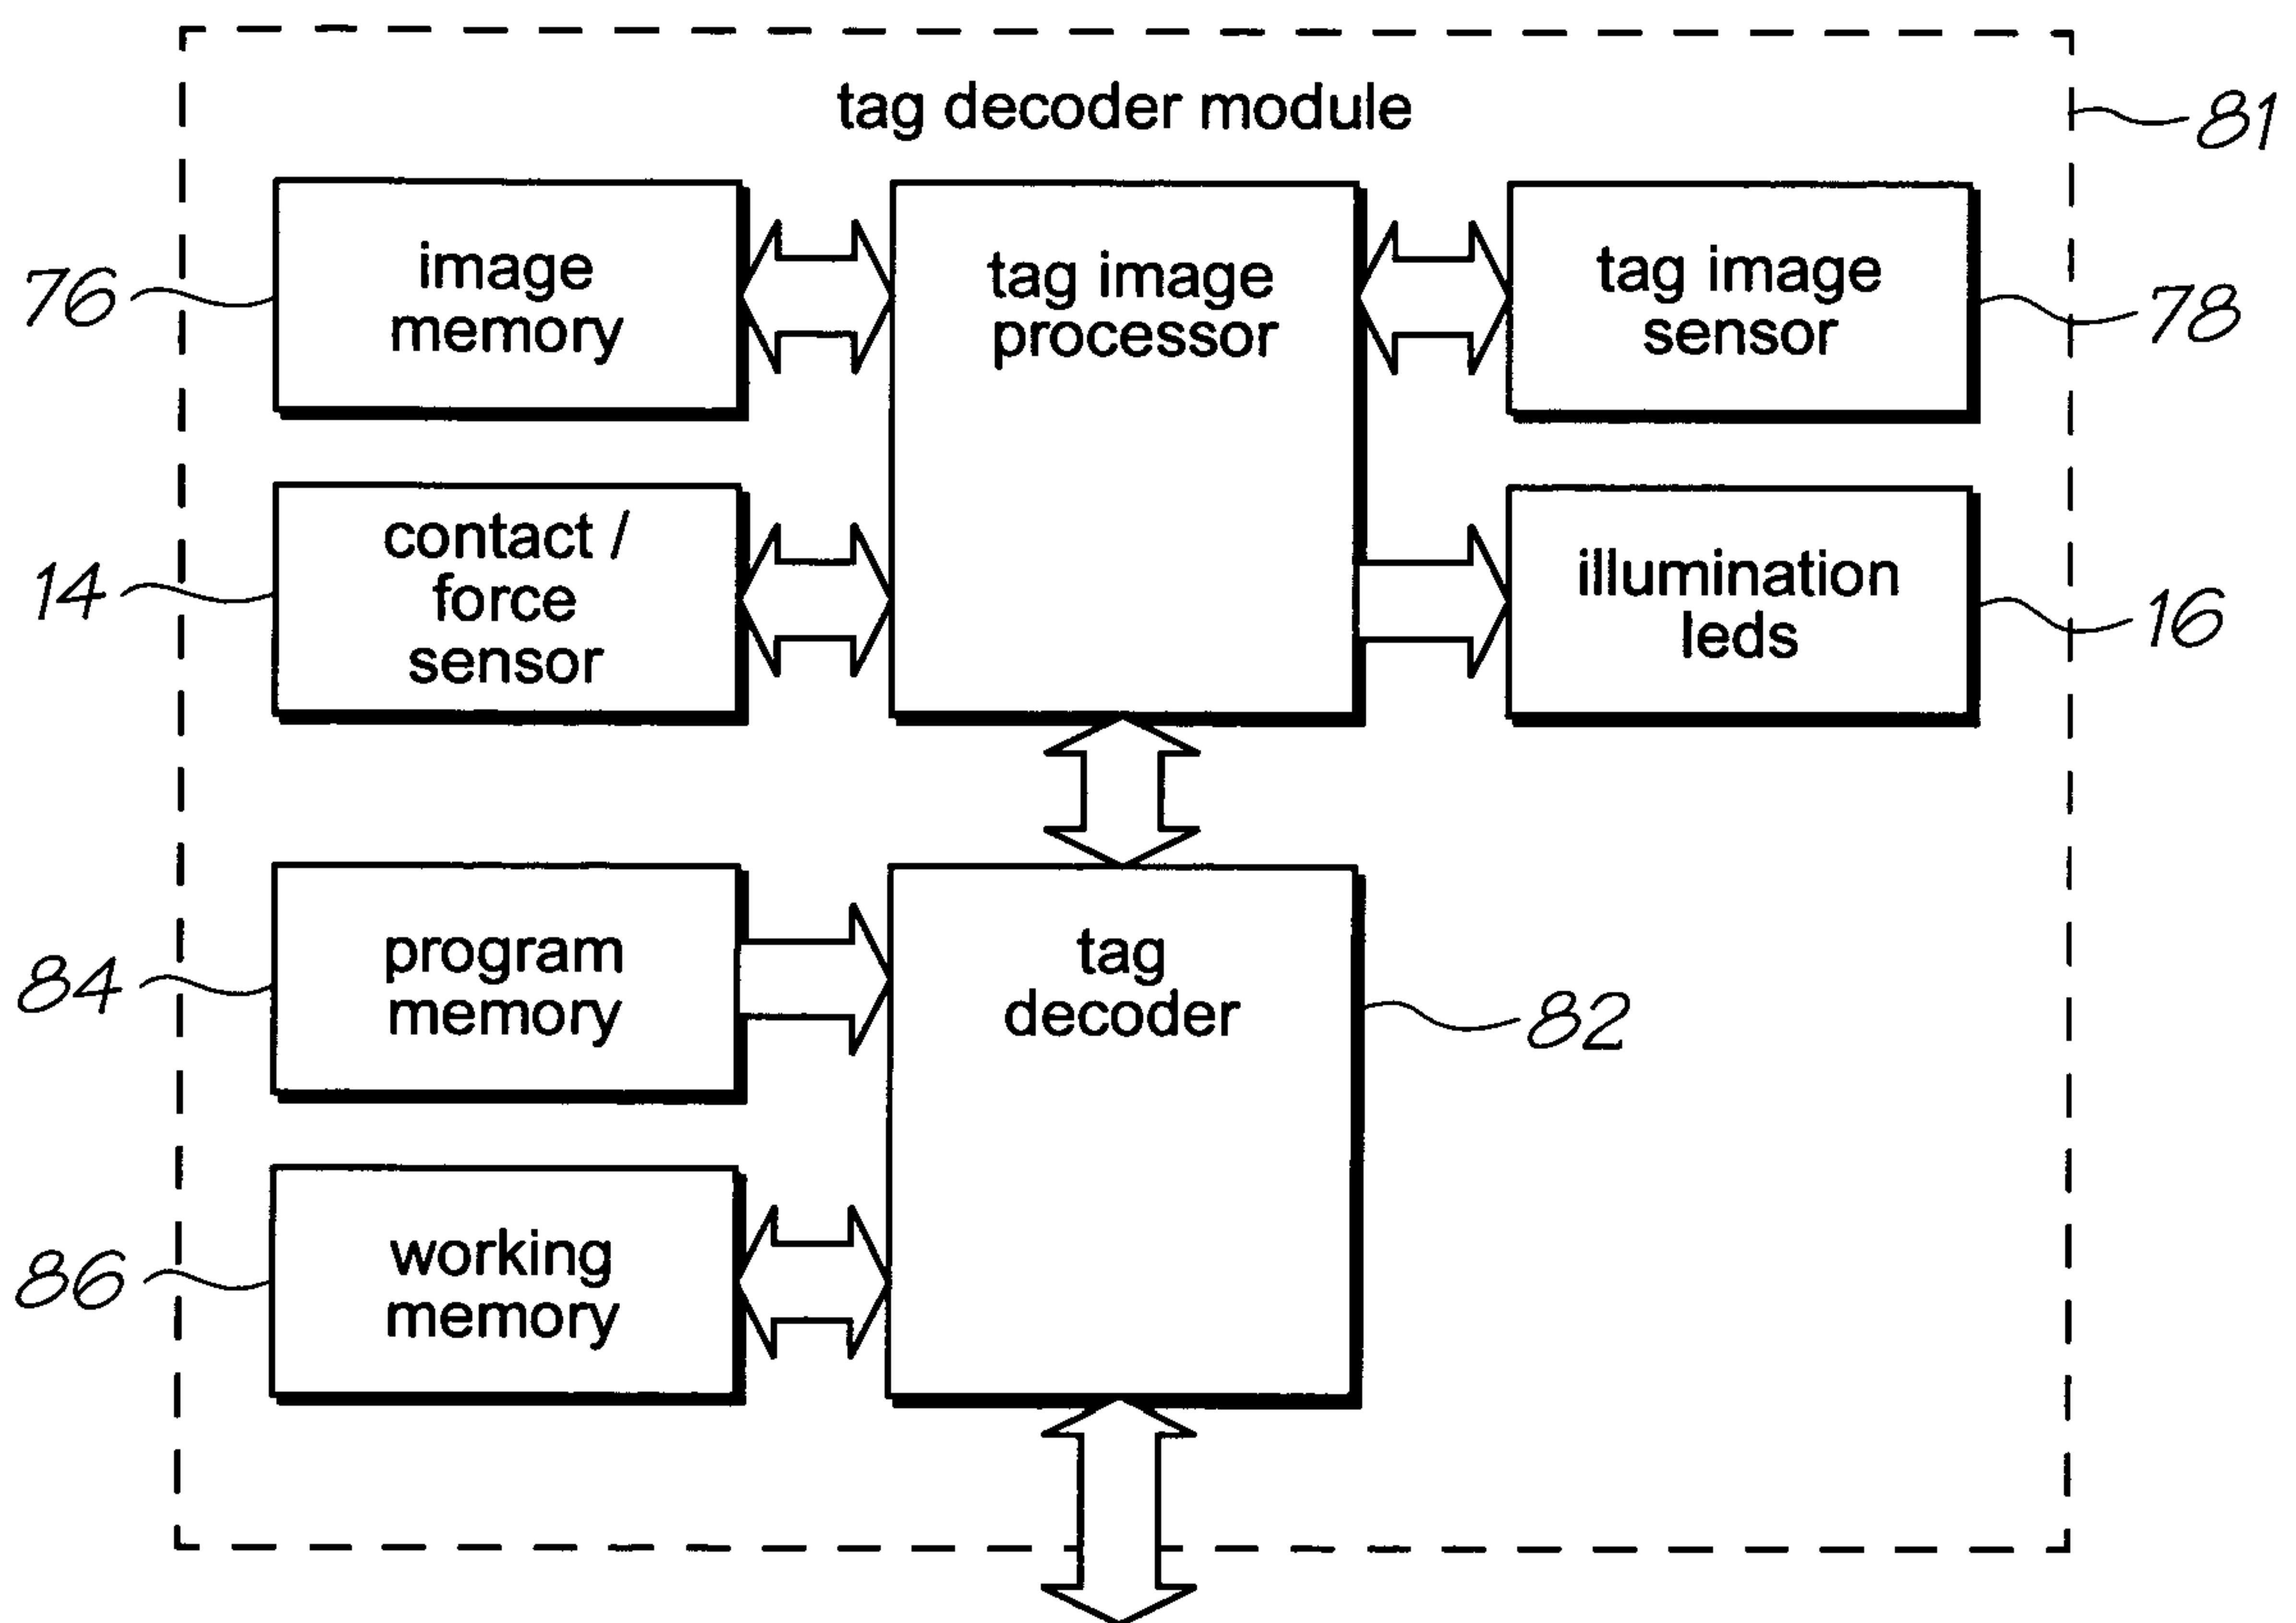 tag decoder module
81
image
memory
76
tag image
processor
tag image
sensor
78
contact /
force
sensor
14
illumination
leds
16
program
memory
84
tag
decoder
82
working
memory
86